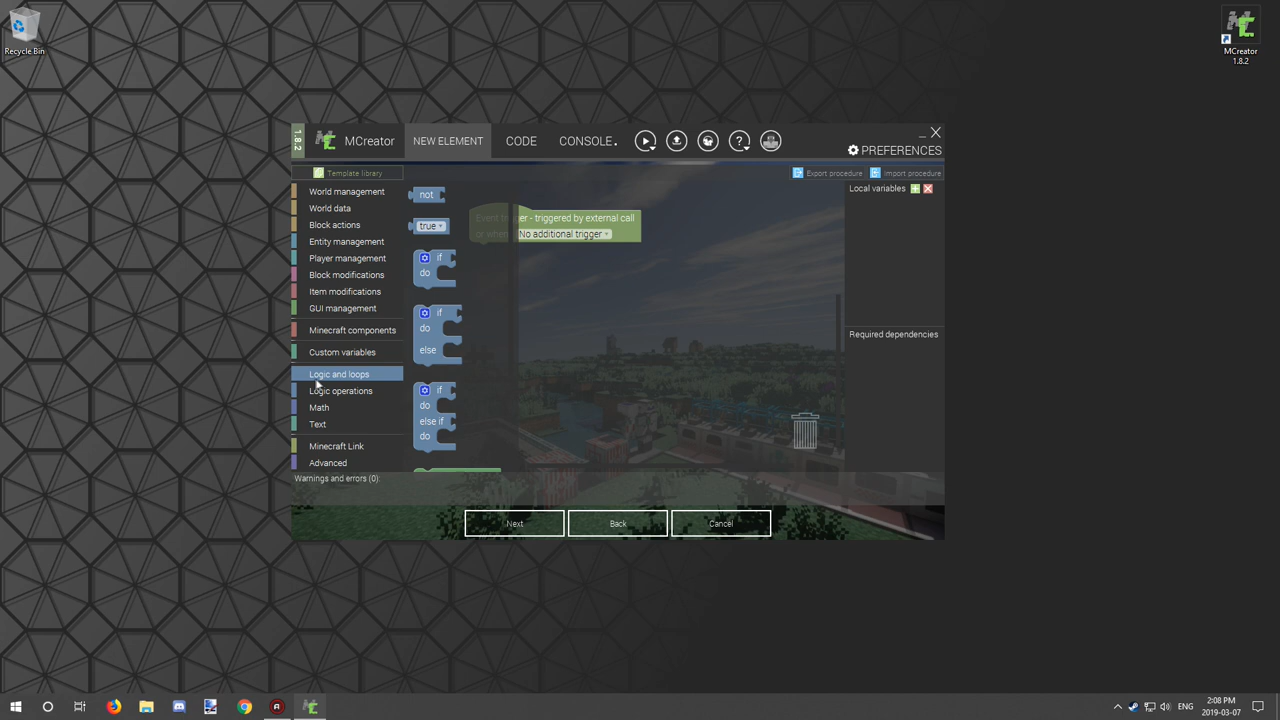 Recycle Bin
MCreator
1.8.2
1.8.2
MCreator
NEW ELEMENT
CODE
CONSOLE.
PREFERENCES
Template library
Export procedure
Import procedure
World management
World data
Block actions
Entity management
Player management
Block modifications
Item modifications
GUI management
Minecraft components
Custom variables
Logic and loops
Logic operations
Math
Text
Minecraft Link
Advanced
not
true
if
do
if
do
else
if
do
else if
do
Event trigger - triggered by external call
or when No additional trigger
Local variables
Required dependencies
Warnings and errors (0):
Next
Back
Cancel
ENG
2:08 PM
2019-03-07